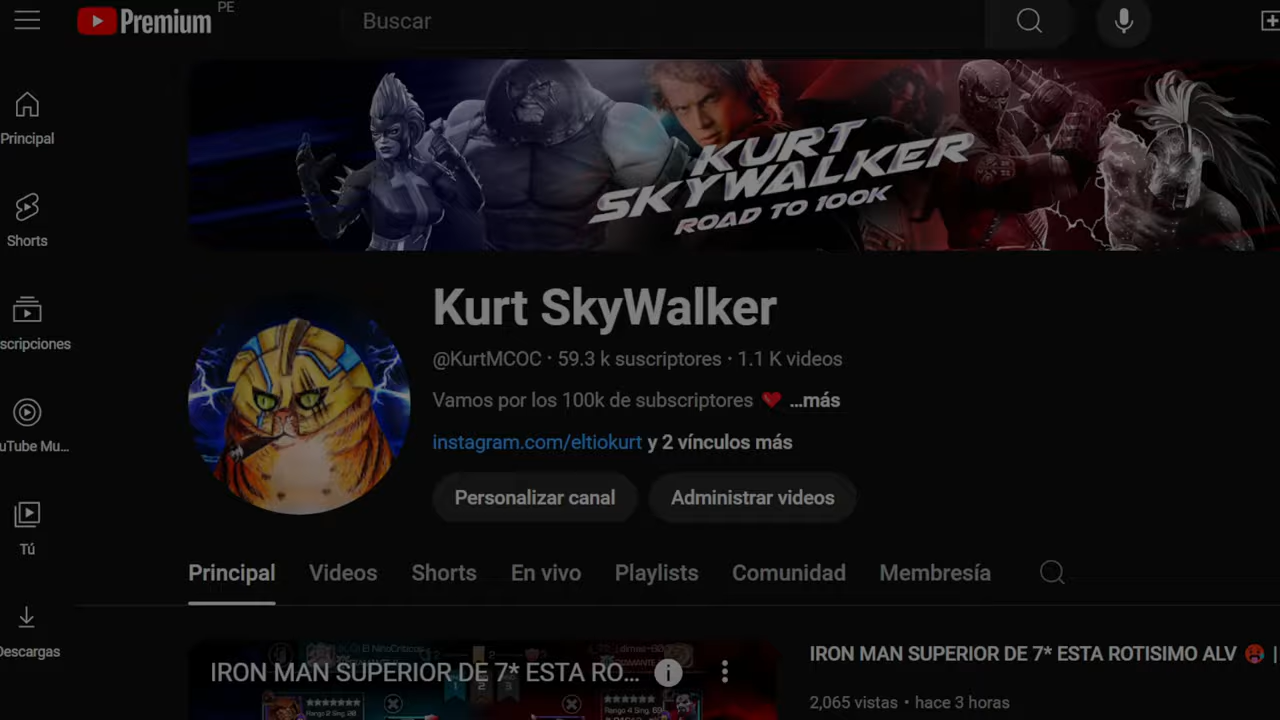 Premium PE
Buscar
KURT
SKYWALKER
ROAD TO 100K
Principal
Shorts
scripciones
uTube Mu...
Tú
Descargas
Kurt SkyWalker
@KurtMCOC · 59.3 k suscriptores · 1.1 K videos
Vamos por los 100k de subscriptores ❤️ ...más
instagram.com/eltiokurt y 2 vínculos más
Personalizar canal Administrar videos
Principal Videos Shorts En vivo Playlists Comunidad Membresía
IRON MAN SUPERIOR DE 7* ESTA RO...
IRON MAN SUPERIOR DE 7* ESTA ROTISIMO ALV 🥵 |
2,065 vistas • hace 3 horas